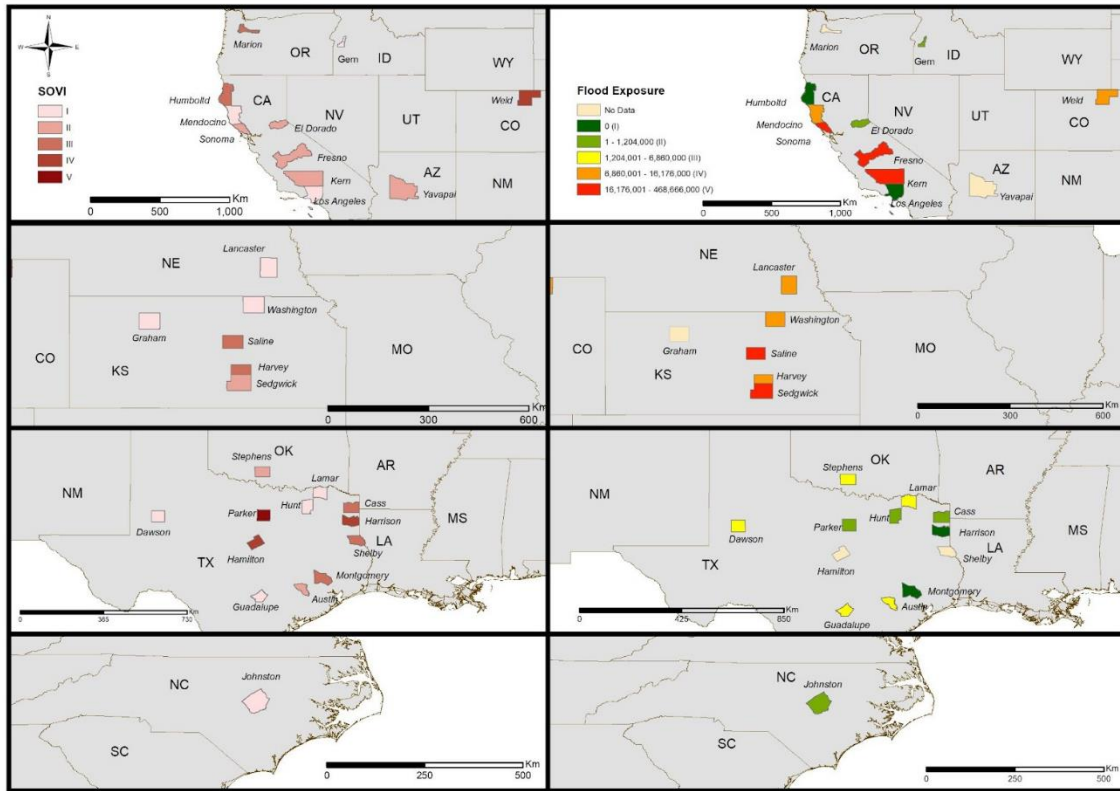 N
W
E
S
SOVI
I
II
III
IV
V
Marion
OR
Gem
ID
WY
Humboltd
CA
NV
Weld
Mendocino
El Dorado
UT
CO
Sonoma
Fresno
AZ
Kern
NM
Los Angeles
Yavapai
Km
0 500 1,000
Flood Exposure
No Data
0 (I)
1 - 1,204,000 (II)
1,204,001 - 6,860,000 (III)
6,860,001 - 16,176,000 (IV)
16,176,001 - 468,666,000 (V)
Marion
OR
Gem
ID
WY
Humboltd
CA
NV
Weld
Mendocino
El Dorado
UT
CO
Sonoma
Fresno
AZ
Kern
NM
Los Angeles
Yavapai
Km
0 500 1,000
Lancaster
NE
Washington
Graham
Saline
CO
MO
KS
Harvey
Sedgwick
Km
0 300 600
NE
Lancaster
Washington
Graham
CO
Saline
MO
KS
Harvey
Sedgwick
Km
0 300 600
OK
Stephens
AR
Lamar
NM
Hunt
Cass
Parker
Harrison
MS
Dawson
LA
Shelby
TX
Hamilton
Montgomery
Austin
Guadalupe
Km
0 365 730
OK
Stephens
AR
Lamar
NM
Hunt
Cass
Parker
Harrison
MS
Dawson
LA
Shelby
TX
Hamilton
Montgomery
Austin
Guadalupe
Km
0 425 850
NC
Johnston
SC
Km
0 250 500
NC
Johnston
SC
Km
0 250 500